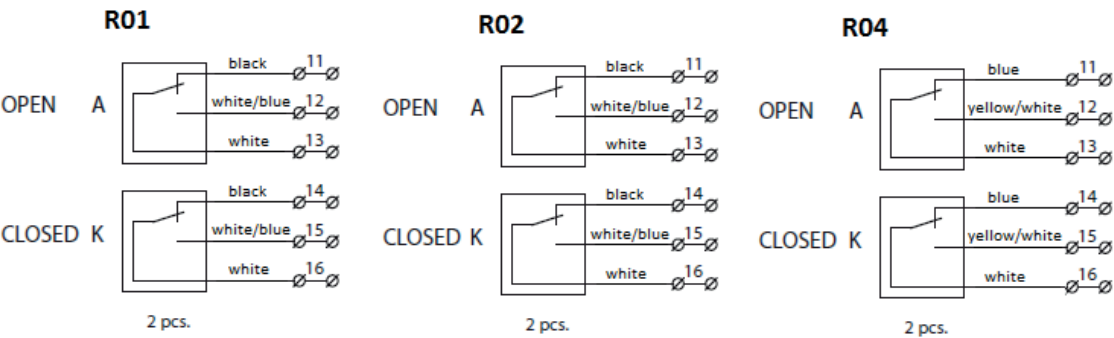 R01
black 11
OPEN A white/blue 12
white 13
black 14
CLOSED K white/blue 15
white 16
2 pcs.
R02
black 11
OPEN A white/blue 12
white 13
black 14
CLOSED K white/blue 15
white 16
2 pcs.
R04
blue 11
OPEN A yellow/white 12
white 13
blue 14
CLOSED K yellow/white 15
white 16
2 pcs.